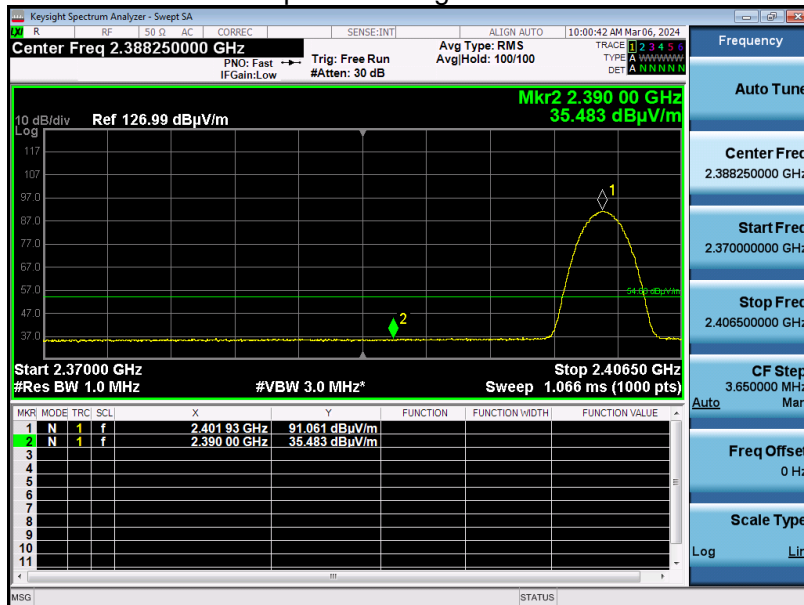 Keysight Spectrum Analyzer - Swept SA
LXI R RF 50 Ω AC CORREC SENSE:INT ALIGN AUTO 10:00:42 AM Mar 06, 2024
Center Freq 2.388250000 GHz
PNO: Fast
IFGain:Low
Trig: Free Run
#Atten: 30 dB
Avg Type: RMS
Avg|Hold: 100/100
TRACE 1 2 3 4 5 6
TYPE A WWWWW
DET A N N N N N
Mkr2 2.390 00 GHz
35.483 dBµV/m
10 dB/div Ref 126.99 dBµV/m
Log
117
107
97.0
87.0
77.0
67.0
57.0
47.0
37.0
1
2
54.00 dBµV/m
Start 2.37000 GHz Stop 2.40650 GHz
#Res BW 1.0 MHz #VBW 3.0 MHz* Sweep 1.066 ms (1000 pts)
MKR MODE TRC SCL X Y FUNCTION FUNCTION WIDTH FUNCTION VALUE
1 N 1 f 2.401 93 GHz 91.061 dBµV/m
2 N 1 f 2.390 00 GHz 35.483 dBµV/m
3
4
5
6
7
8
9
10
11
MSG STATUS
Frequency
Auto Tune
Center Freq
2.388250000 GHz
Start Freq
2.370000000 GHz
Stop Freq
2.406500000 GHz
CF Step
3.650000 MHz
Auto Man
Freq Offset
0 Hz
Scale Type
Log Lin